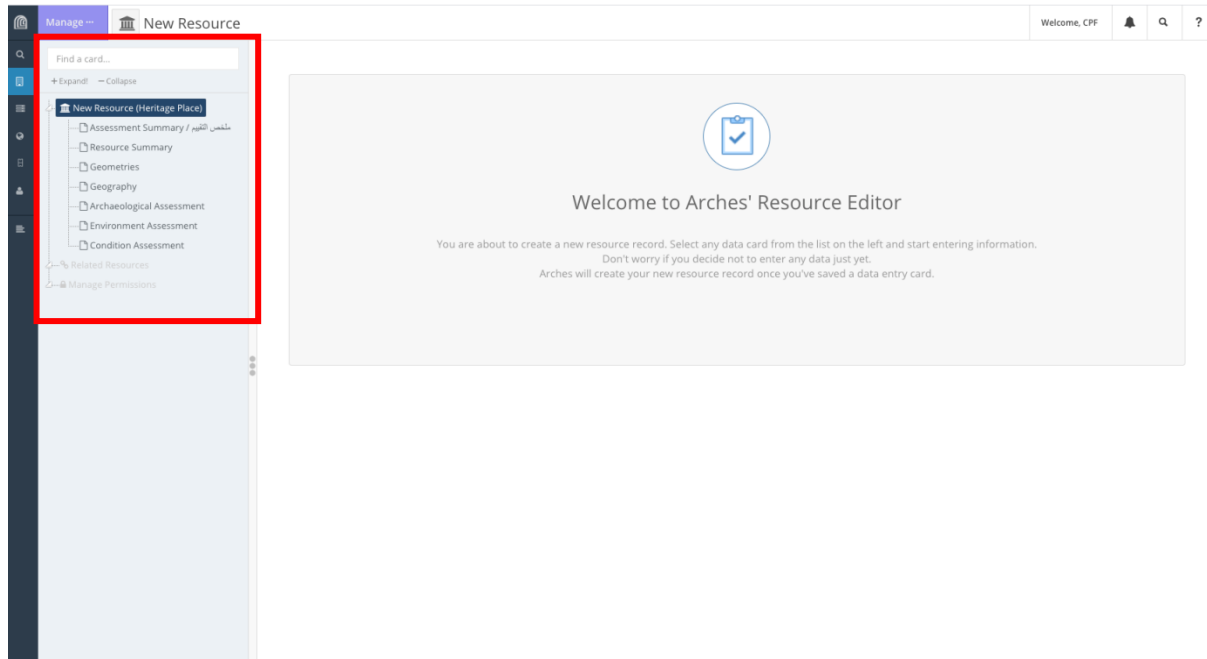 Manage ...
New Resource
Welcome, CPF
?
Find a card...
+ Expand! − Collapse
New Resource (Heritage Place)
Assessment Summary / ملخص التقييم
Resource Summary
Geometries
Geography
Archaeological Assessment
Environment Assessment
Condition Assessment
Related Resources
Manage Permissions
Welcome to Arches' Resource Editor
You are about to create a new resource record. Select any data card from the list on the left and start entering information.
Don't worry if you decide not to enter any data just yet.
Arches will create your new resource record once you've saved a data entry card.